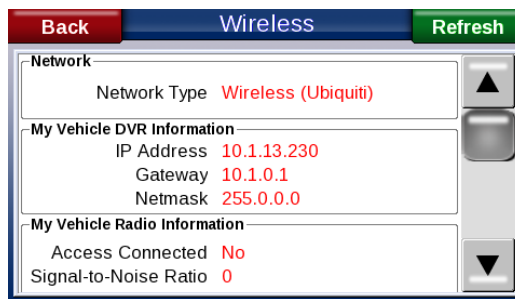 Back Wireless Refresh
Network
Network Type Wireless (Ubiquiti)
My Vehicle DVR Information
IP Address 10.1.13.230
Gateway 10.1.0.1
Netmask 255.0.0.0
My Vehicle Radio Information
Access Connected No
Signal-to-Noise Ratio 0